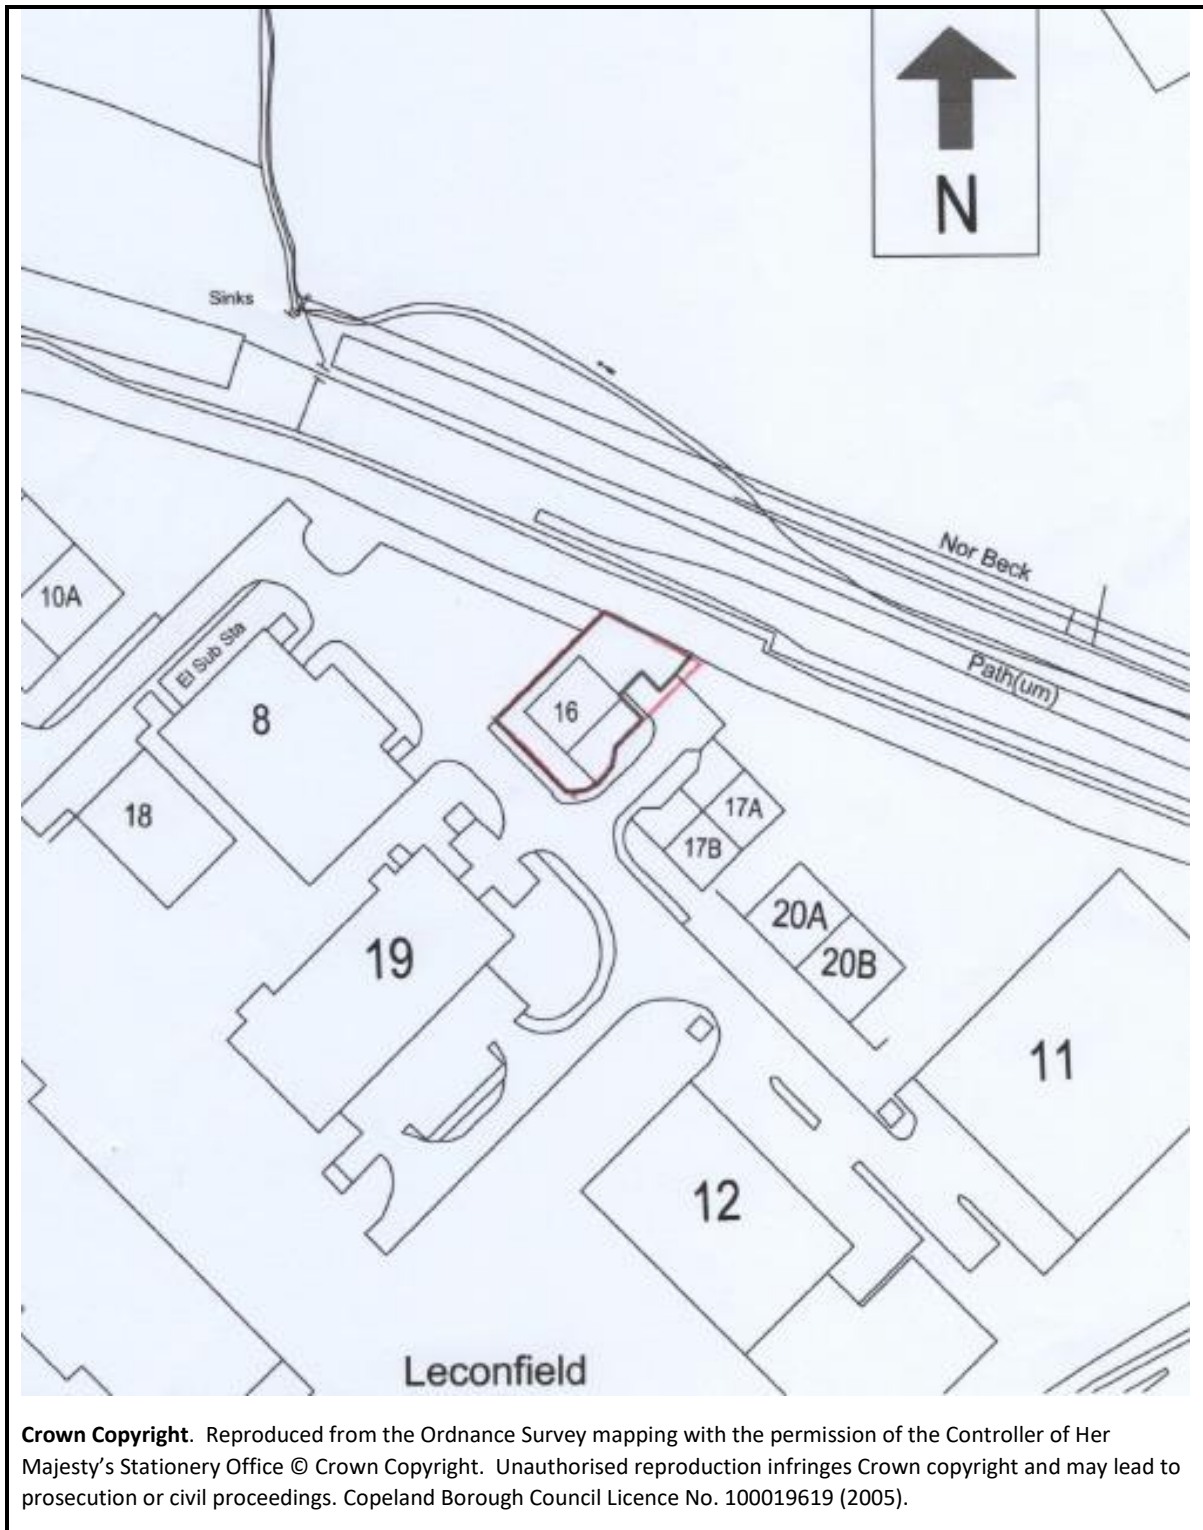 N
Sinks
Nor Beck
10A
El Sub Sta
Path(um)
8
16
18
17A
17B
19
20A
20B
11
12
Leconfield
Crown Copyright. Reproduced from the Ordnance Survey mapping with the permission of the Controller of Her
Majesty’s Stationery Office © Crown Copyright. Unauthorised reproduction infringes Crown copyright and may lead to
prosecution or civil proceedings. Copeland Borough Council Licence No. 100019619 (2005).